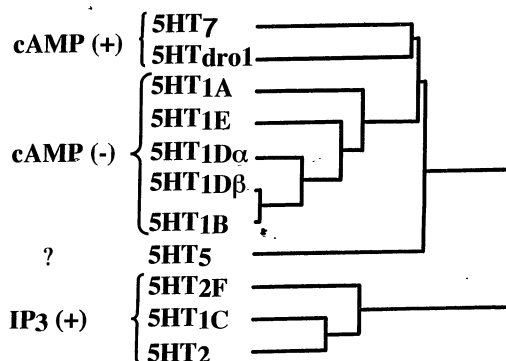 5HT7
cAMP (+)
5HTdro1
5HT1A
5HT1E
cAMP (-)
5HT1Dα
5HT1Dβ
5HT1B
?
5HT5
5HT2F
IP3 (+)
5HT1C
5HT2